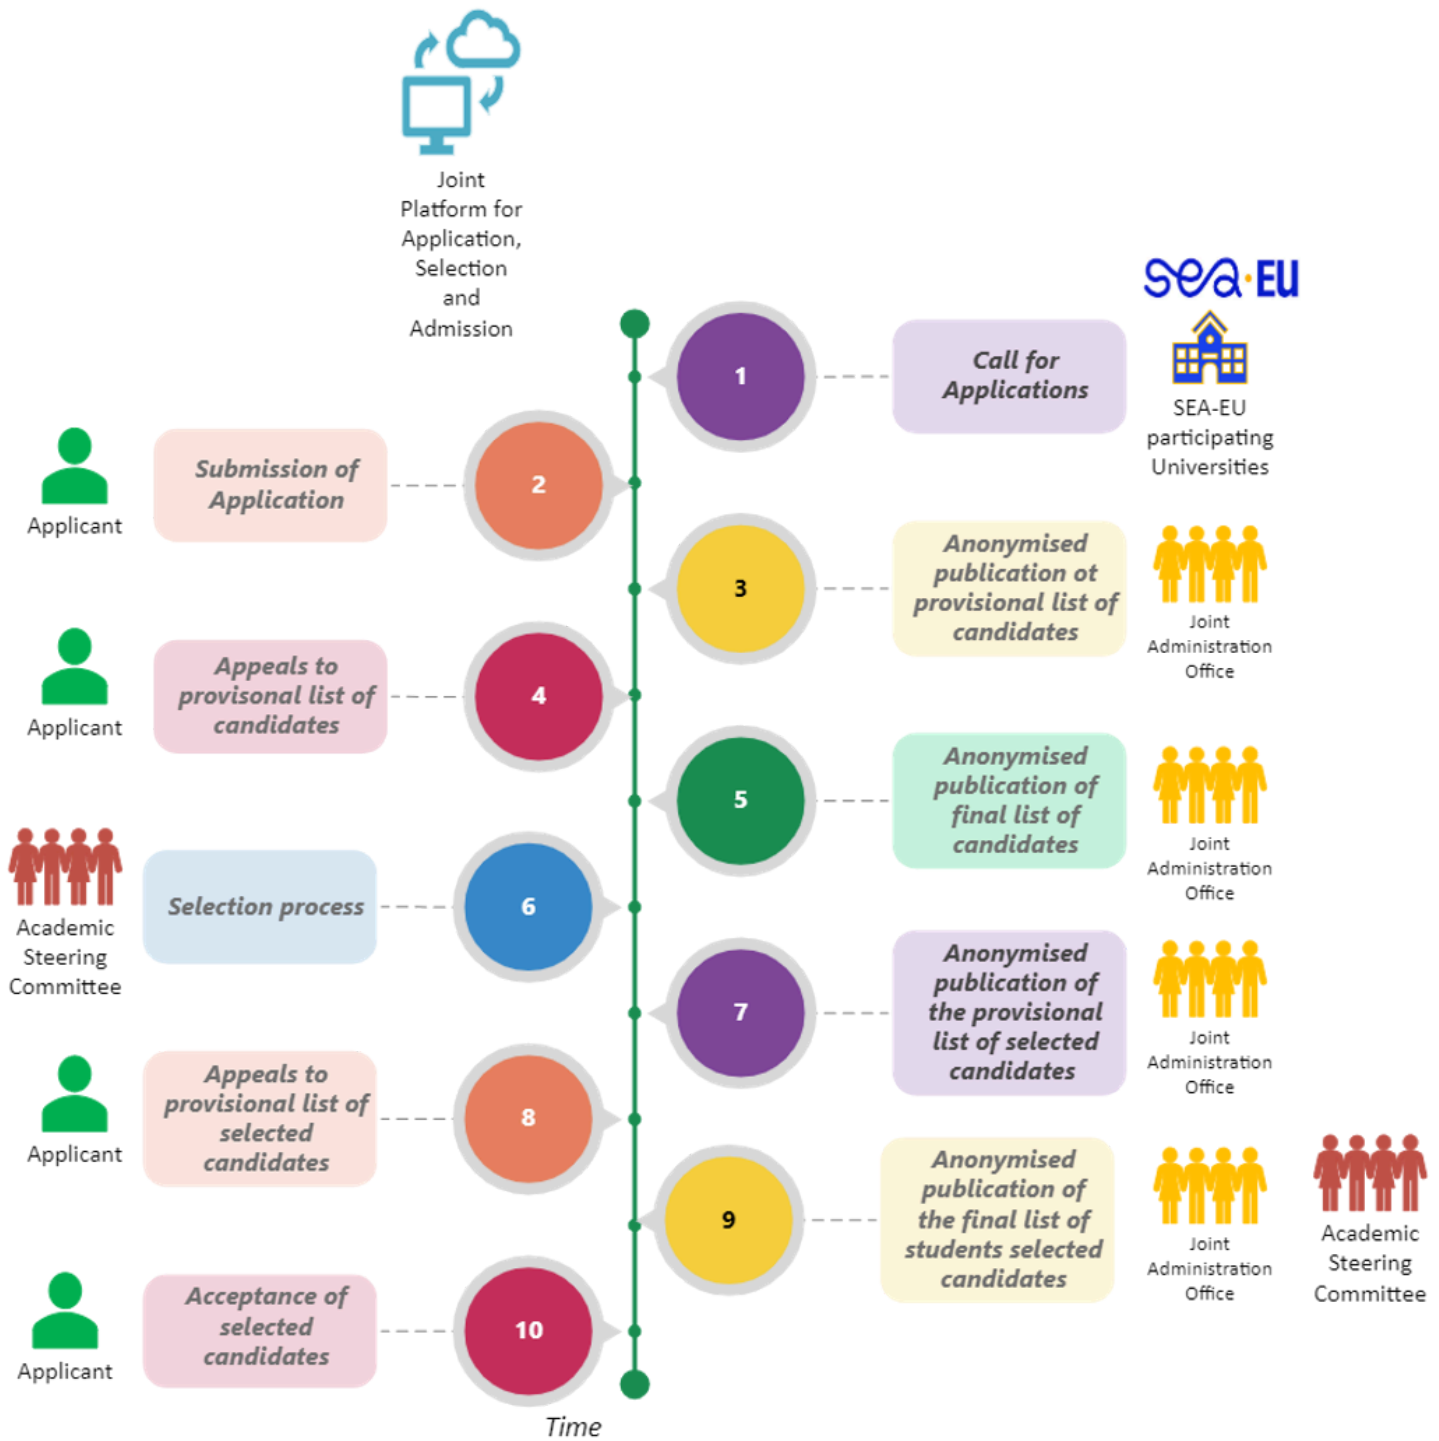 Joint
Platform for
Application,
Selection
and
Admission
sea·EU
1
Call for
Applications
SEA-EU
participating
Universities
Applicant
Submission of
Application
2
3
Anonymised
publication ot
provisional list of
candidates
Joint
Administration
Office
Applicant
Appeals to
provisonal list of
candidates
4
5
Anonymised
publication of
final list of
candidates
Joint
Administration
Office
Academic
Steering
Committee
Selection process
6
7
Anonymised
publication of
the provisional
list of selected
candidates
Joint
Administration
Office
Applicant
Appeals to
provisional list of
selected
candidates
8
9
Anonymised
publication of
the final list of
students selected
candidates
Joint
Administration
Office
Academic
Steering
Committee
Applicant
Acceptance of
selected
candidates
10
Time